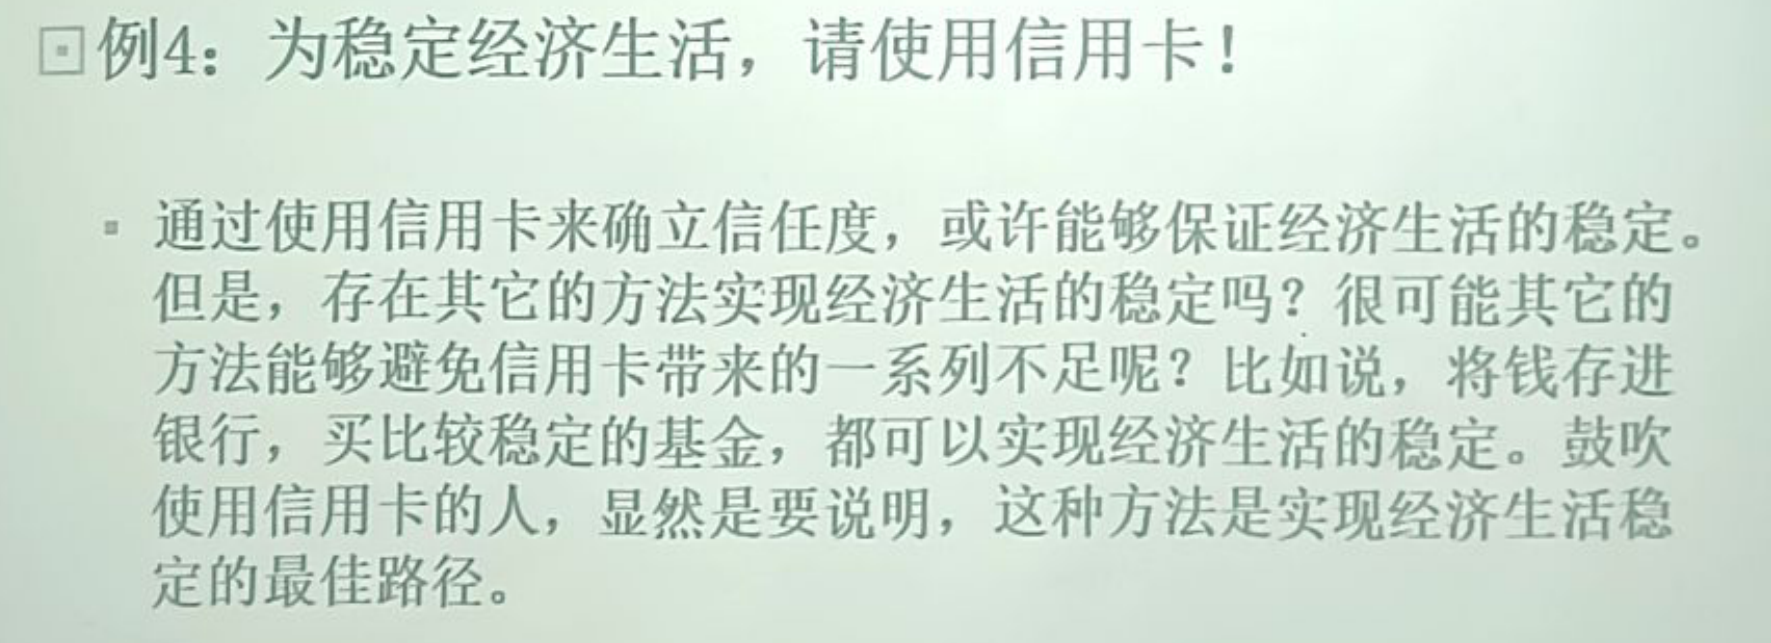 例4：为稳定经济生活，请使用信用卡！
通过使用信用卡来确立信任度，或许能够保证经济生活的稳定。
但是，存在其它的方法实现经济生活的稳定吗？很可能其它的
方法能够避免信用卡带来的一系列不足呢？比如说，将钱存进
银行，买比较稳定的基金，都可以实现经济生活的稳定。鼓吹
使用信用卡的人，显然是要说明，这种方法是实现经济生活稳
定的最佳路径。